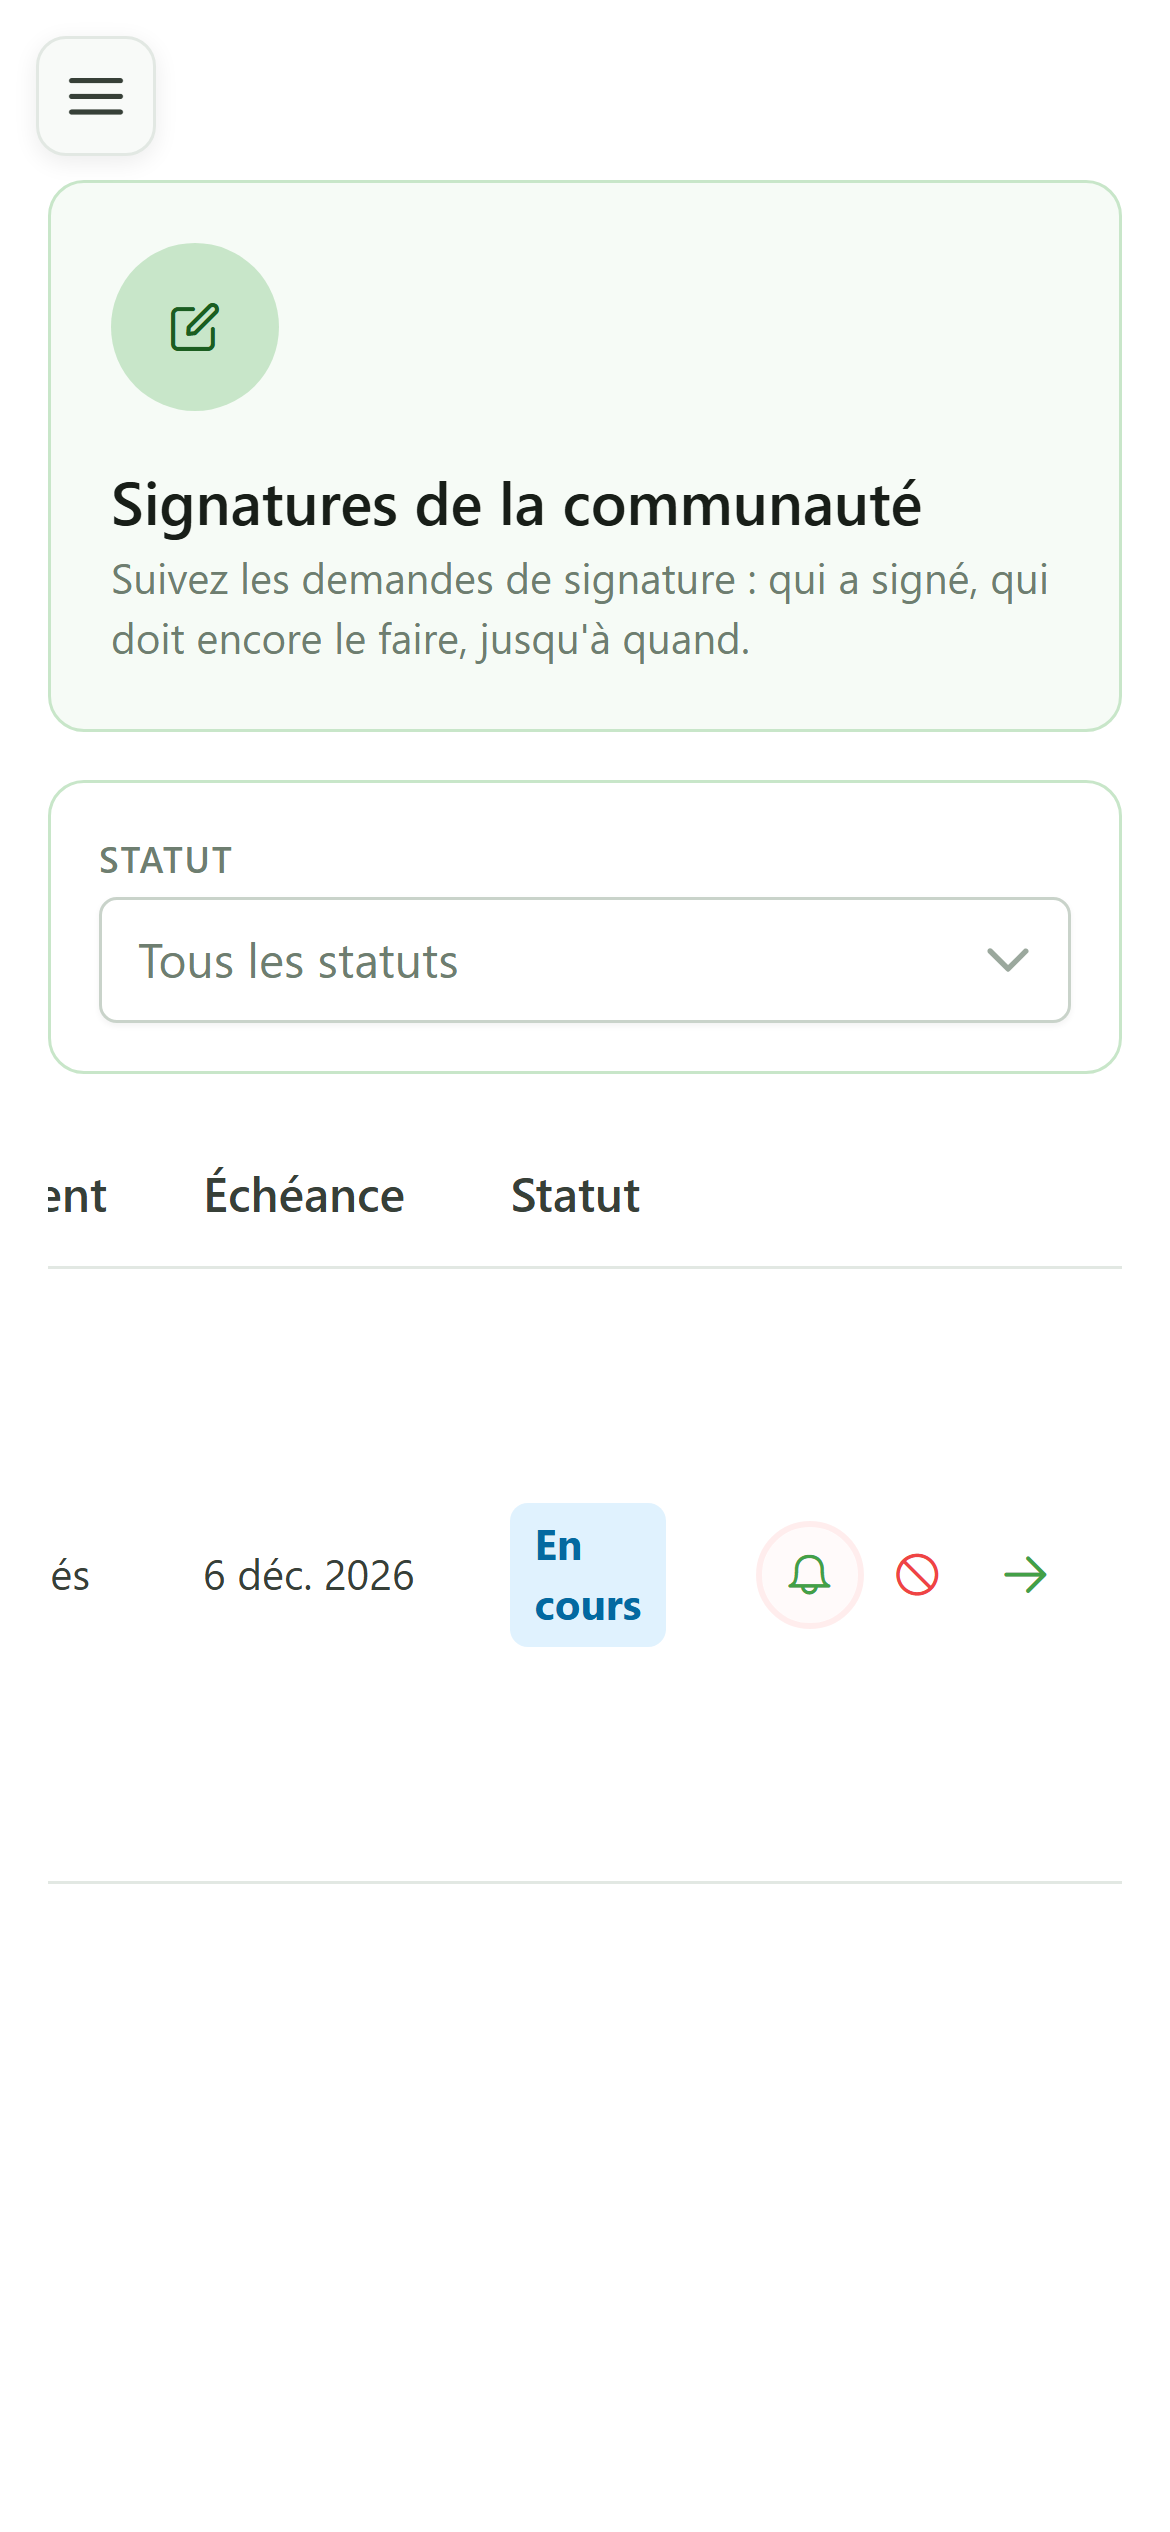 Signatures de la communauté
Suivez les demandes de signature : qui a signé, qui
doit encore le faire, jusqu'à quand.
STATUT
Tous les statuts
ent Échéance Statut
és 6 déc. 2026 En
cours